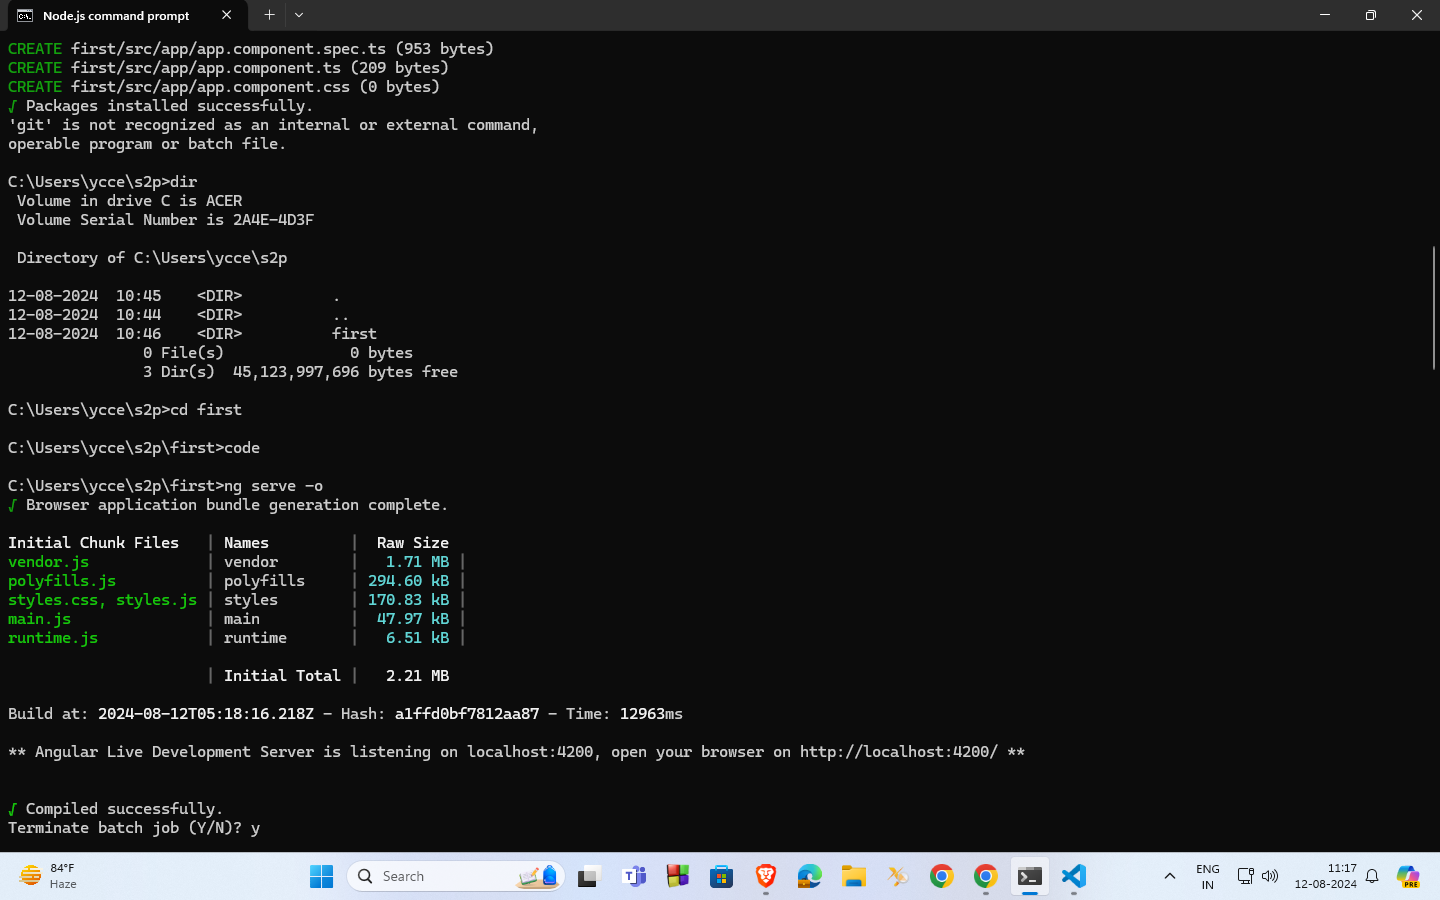 Node.js command prompt
CREATE first/src/app/app.component.spec.ts (953 bytes)
CREATE first/src/app/app.component.ts (209 bytes)
CREATE first/src/app/app.component.css (0 bytes)
√ Packages installed successfully.
'git' is not recognized as an internal or external command,
operable program or batch file.
C:\Users\ycce\s2p>dir
Volume in drive C is ACER
Volume Serial Number is 2A4E-4D3F
Directory of C:\Users\ycce\s2p
12-08-2024  10:45    <DIR>          .
12-08-2024  10:44    <DIR>          ..
12-08-2024  10:46    <DIR>          first
0 File(s)              0 bytes
3 Dir(s)  45,123,997,696 bytes free
C:\Users\ycce\s2p>cd first
C:\Users\ycce\s2p\first>code
C:\Users\ycce\s2p\first>ng serve -o
√ Browser application bundle generation complete.
Initial Chunk Files   | Names         |  Raw Size
vendor.js             | vendor        |   1.71 MB |
polyfills.js          | polyfills     | 294.60 kB |
styles.css, styles.js | styles        | 170.83 kB |
main.js               | main          |  47.97 kB |
runtime.js            | runtime       |   6.51 kB |
| Initial Total |   2.21 MB
Build at: 2024-08-12T05:18:16.218Z - Hash: a1ffd0bf7812aa87 - Time: 12963ms
** Angular Live Development Server is listening on localhost:4200, open your browser on http://localhost:4200/ **
√ Compiled successfully.
Terminate batch job (Y/N)? y
84°F
Haze
Search
ENG
IN
11:17
12-08-2024
PRE